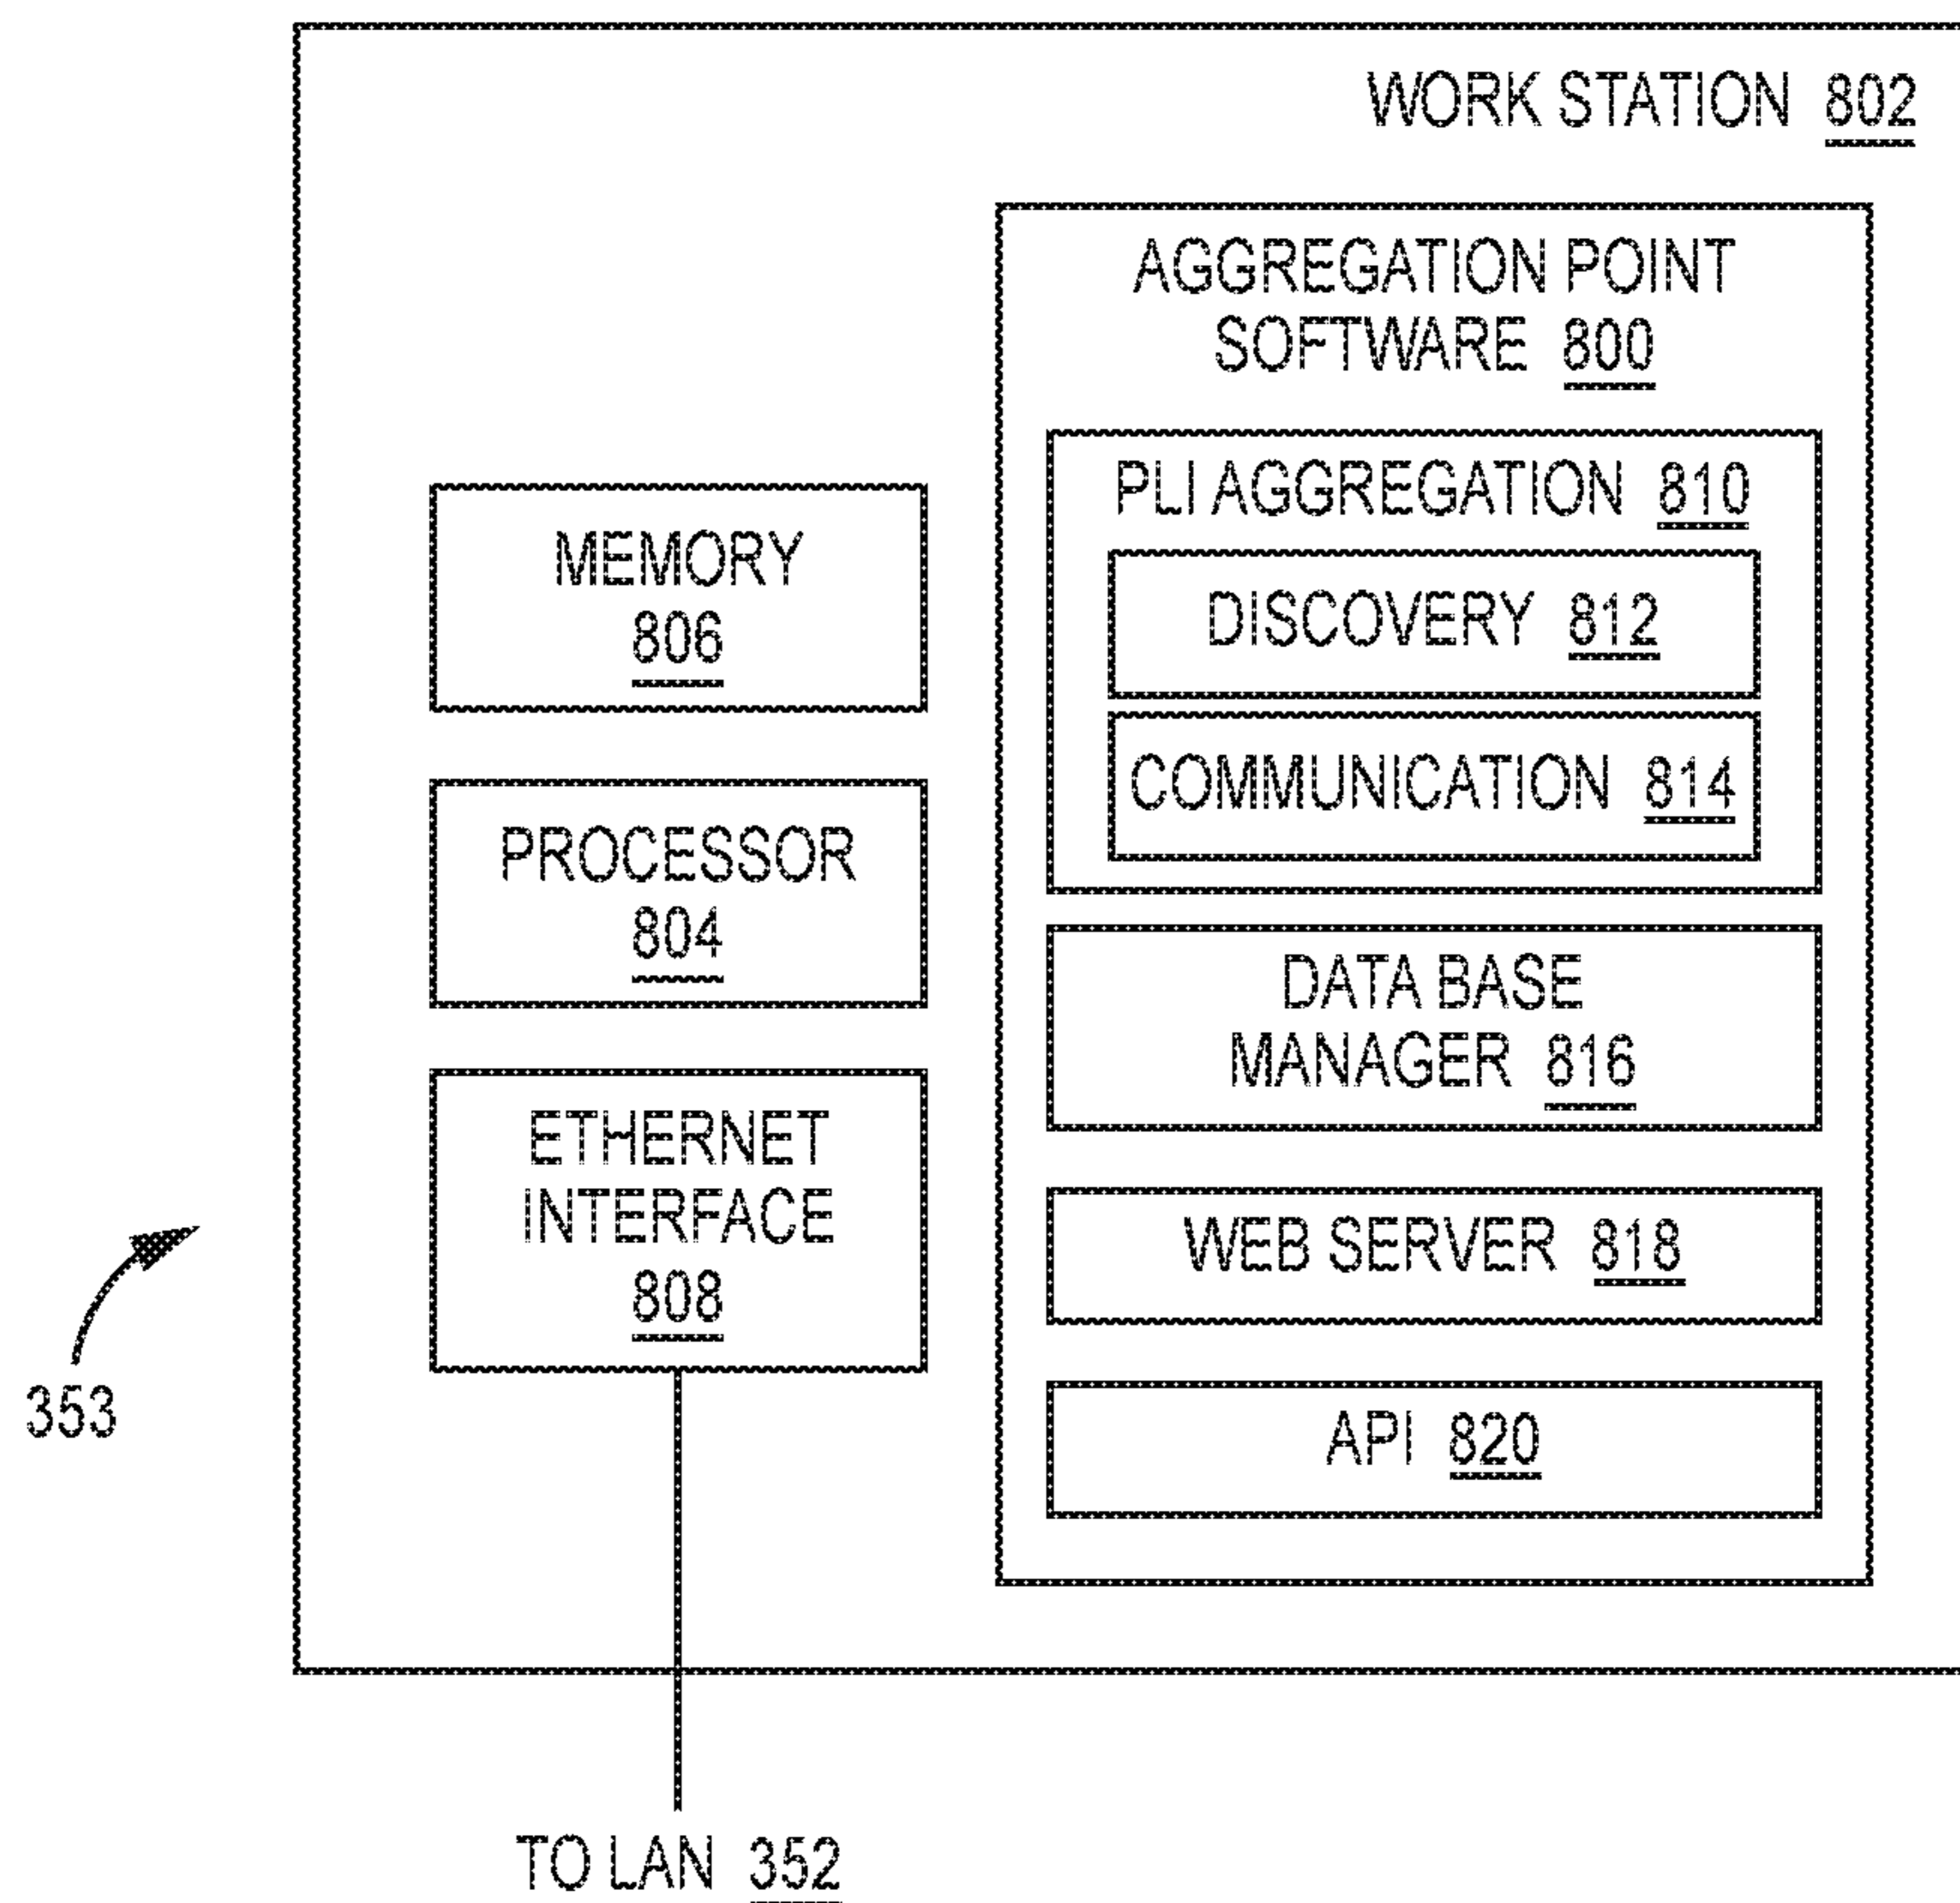 WORK STATION 802
AGGREGATION POINT
SOFTWARE 800
PLI AGGREGATION 810
DISCOVERY 812
COMMUNICATION 814
DATA BASE
MANAGER 816
WEB SERVER 818
API 820
MEMORY
806
PROCESSOR
804
ETHERNET
INTERFACE
808
353
TO LAN 352